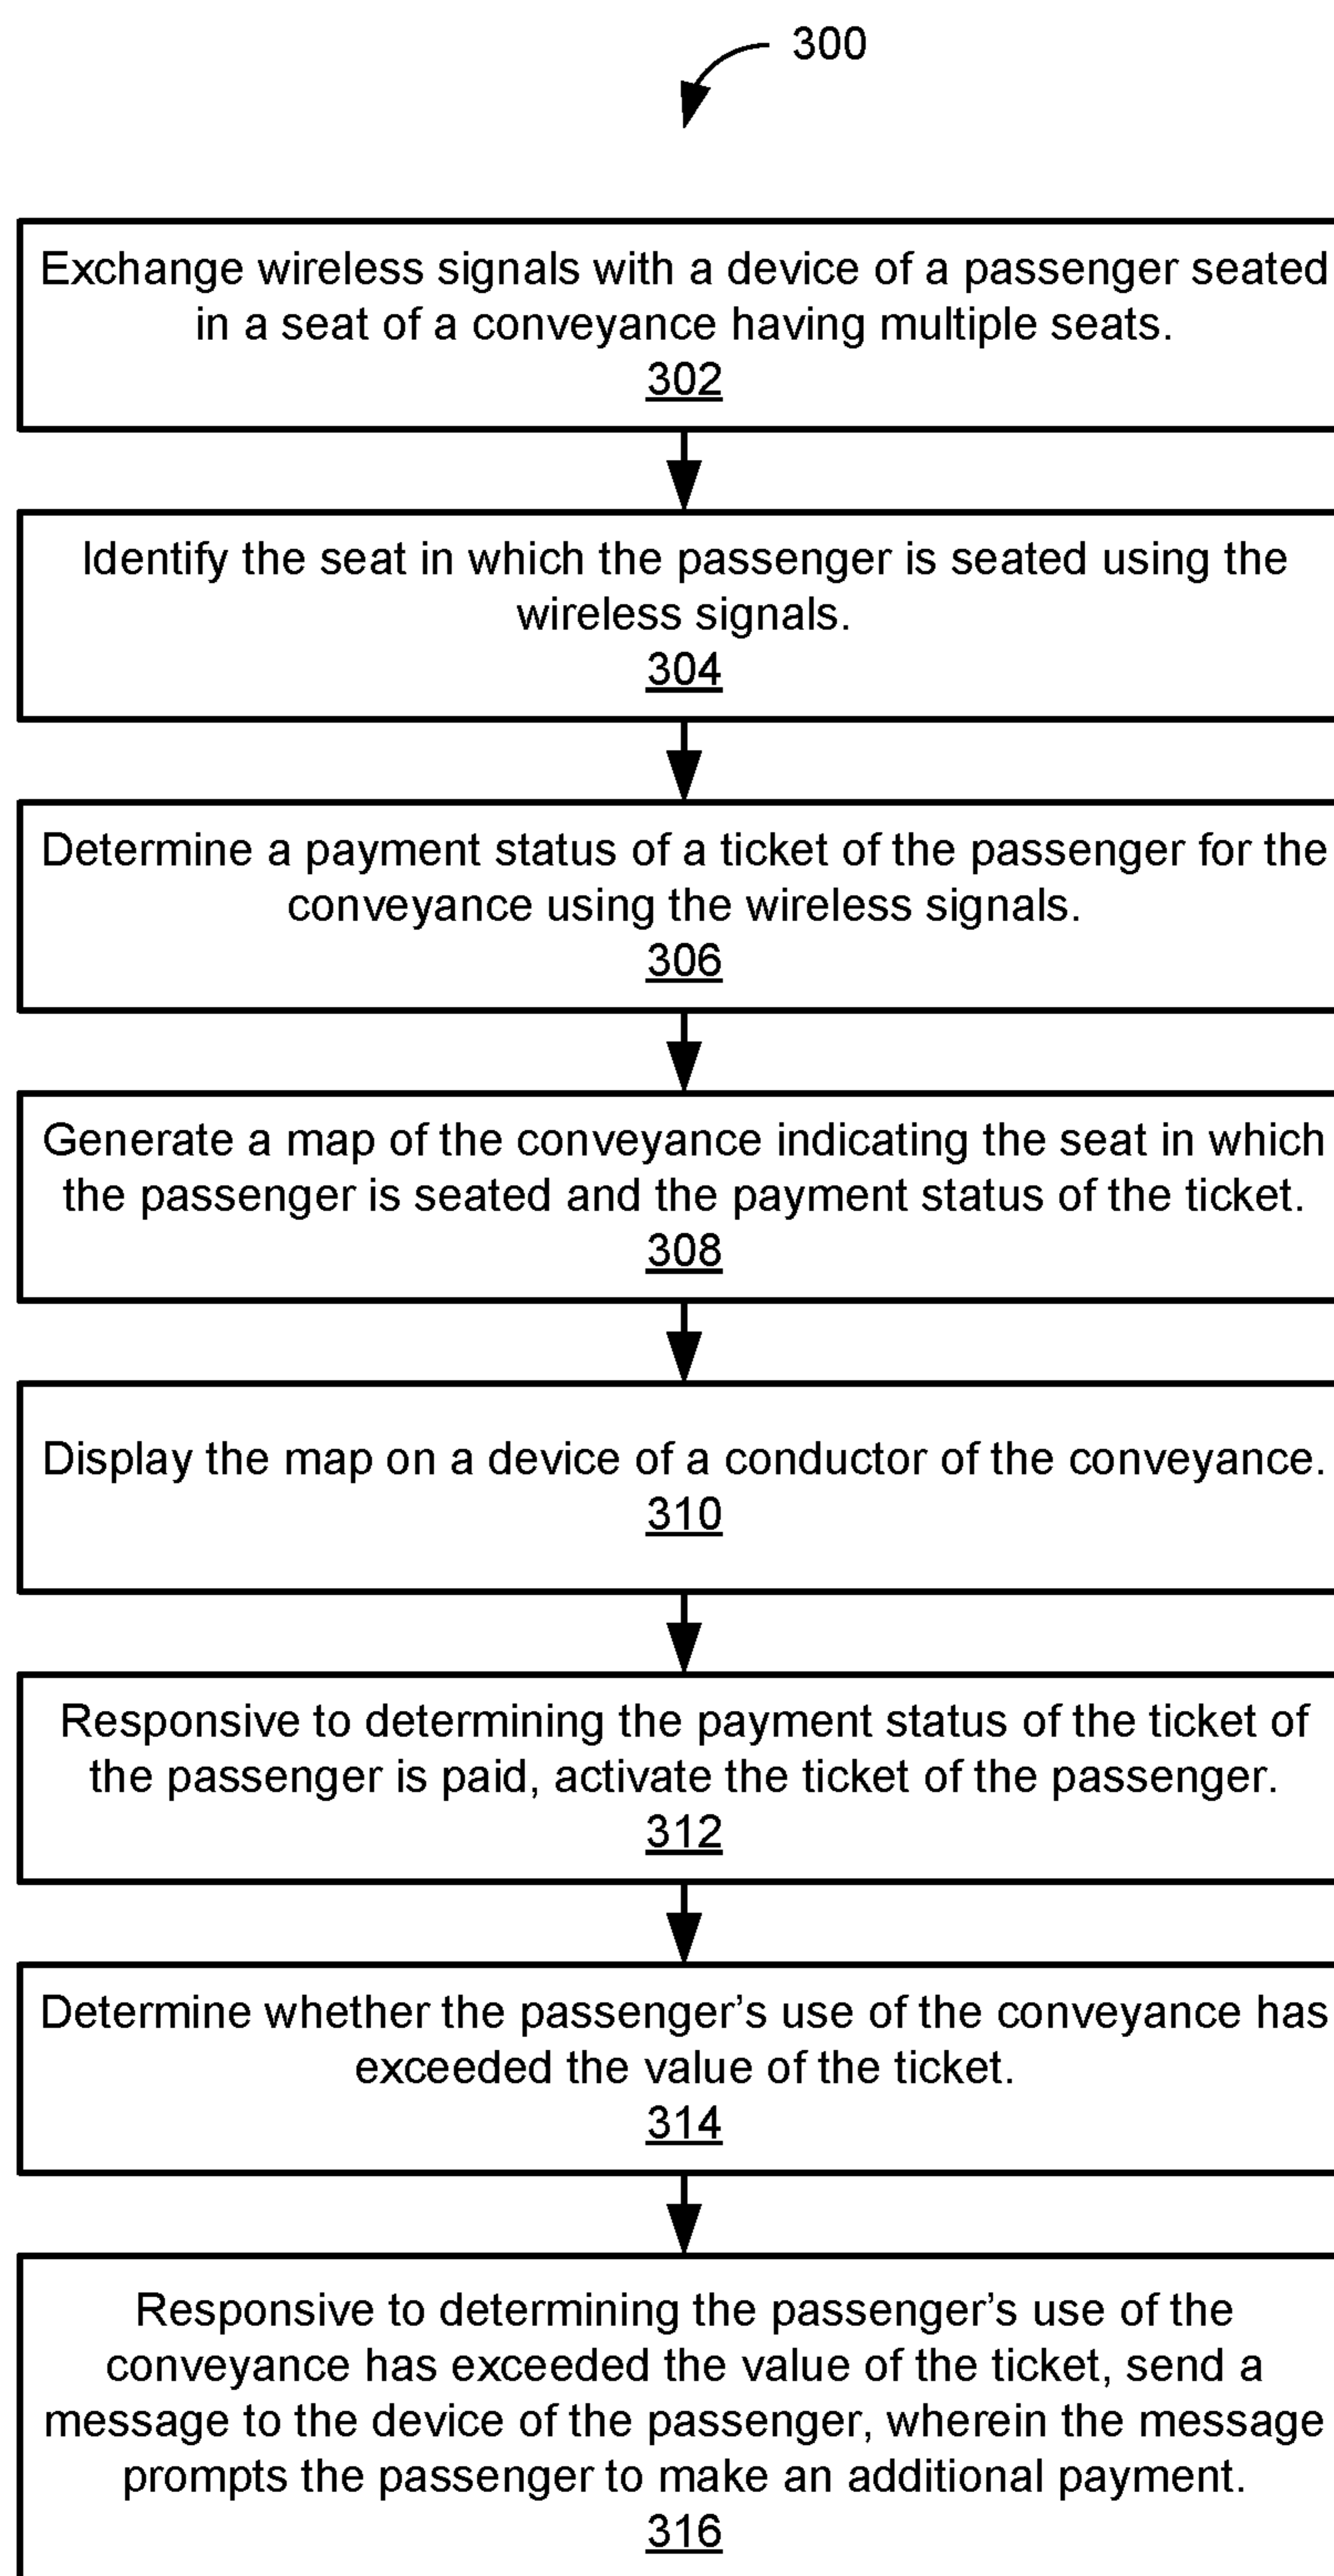 300
Exchange wireless signals with a device of a passenger seated
in a seat of a conveyance having multiple seats.
302
Identify the seat in which the passenger is seated using the
wireless signals.
304
Determine a payment status of a ticket of the passenger for the
conveyance using the wireless signals.
306
Generate a map of the conveyance indicating the seat in which
the passenger is seated and the payment status of the ticket.
308
Display the map on a device of a conductor of the conveyance.
310
Responsive to determining the payment status of the ticket of
the passenger is paid, activate the ticket of the passenger.
312
Determine whether the passenger’s use of the conveyance has
exceeded the value of the ticket.
314
Responsive to determining the passenger’s use of the
conveyance has exceeded the value of the ticket, send a
message to the device of the passenger, wherein the message
prompts the passenger to make an additional payment.
316